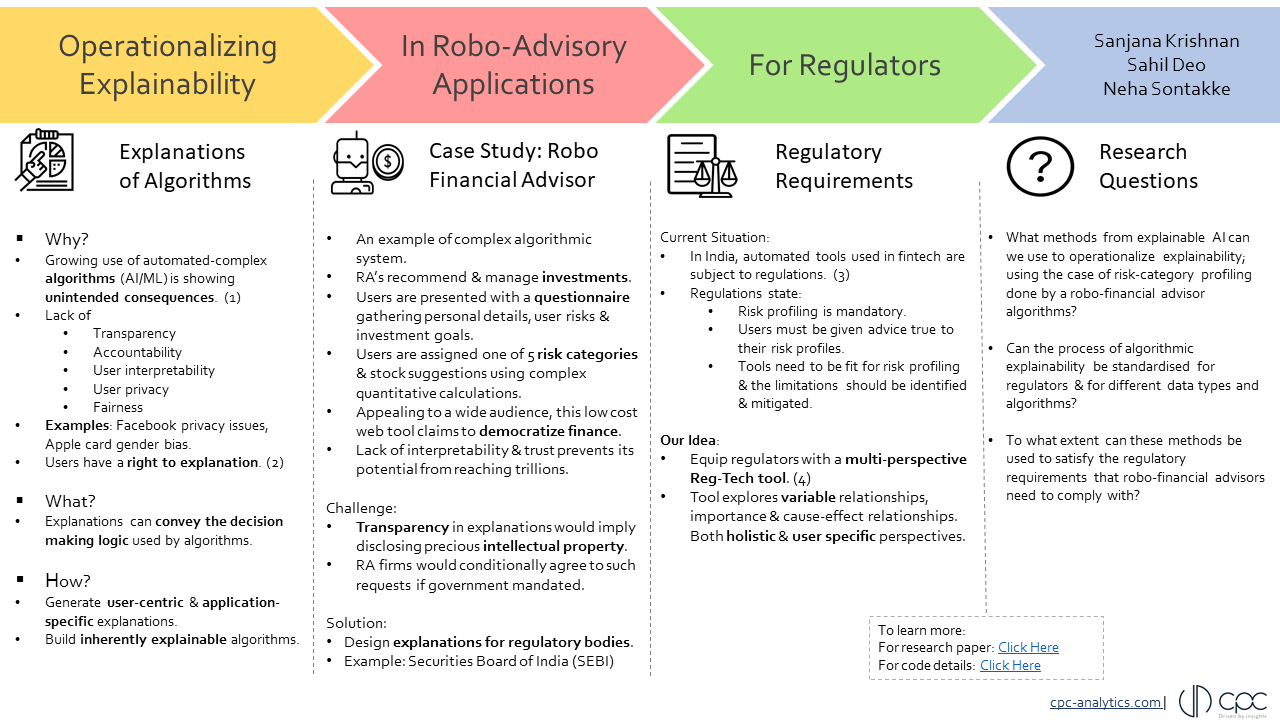 Operationalizing
Explainability
In Robo-Advisory
Applications
For Regulators
Sanjana Krishnan
Sahil Deo
Neha Sontakke
Explanations
of Algorithms
▪ Why?
• Growing use of automated-complex
algorithms (AI/ML) is showing
unintended consequences. (1)
• Lack of
• Transparency
• Accountability
• User interpretability
• User privacy
• Fairness
• Examples: Facebook privacy issues,
Apple card gender bias.
• Users have a right to explanation. (2)
▪ What?
• Explanations can convey the decision
making logic used by algorithms.
▪ How?
• Generate user-centric & application-
specific explanations.
• Build inherently explainable algorithms.
$
Case Study: Robo
Financial Advisor
• An example of complex algorithmic
system.
• RA's recommend & manage investments.
• Users are presented with a questionnaire
gathering personal details, user risks &
investment goals.
• Users are assigned one of 5 risk categories
& stock suggestions using complex
quantitative calculations.
• Appealing to a wide audience, this low cost
web tool claims to democratize finance.
• Lack of interpretability & trust prevents its
potential from reaching trillions.
Challenge:
• Transparency in explanations would imply
disclosing precious intellectual property.
• RA firms would conditionally agree to such
requests if government mandated.
Solution:
• Design explanations for regulatory bodies.
• Example: Securities Board of India (SEBI)
Regulatory
Requirements
Current Situation:
• In India, automated tools used in fintech are
subject to regulations. (3)
• Regulations state:
• Risk profiling is mandatory.
• Users must be given advice true to
their risk profiles.
• Tools need to be fit for risk profiling
& the limitations should be identified
& mitigated.
Our Idea:
• Equip regulators with a multi-perspective
Reg-Tech tool. (4)
• Tool explores variable relationships,
importance & cause-effect relationships.
Both holistic & user specific perspectives.
?
Research
Questions
• What methods from explainable AI can
we use to operationalize explainability;
using the case of risk-category profiling
done by a robo-financial advisor
algorithms?
• Can the process of algorithmic
explainability be standardised for
regulators & for different data types and
algorithms?
• To what extent can these methods be
used to satisfy the regulatory
requirements that robo-financial advisors
need to comply with?
To learn more:
For research paper: Click Here
For code details: Click Here
cpc-analytics.com |
cpc
Driven by insights